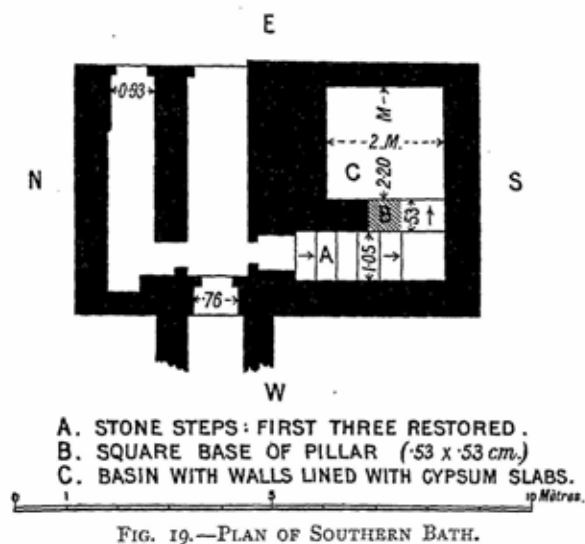 E
0·93
M
2.M.
N
C
2·20
S
B
·53
A
1·05
·76
W
A. STONE STEPS: FIRST THREE RESTORED.
B. SQUARE BASE OF PILLAR (·53 x ·53 cm.)
C. BASIN WITH WALLS LINED WITH GYPSUM SLABS.
0 1 5 10 Mètres.
FIG. 19.—PLAN OF SOUTHERN BATH.